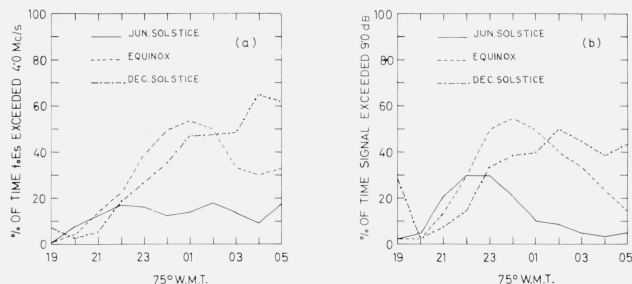 % OF TIME f₀Es EXCEEDED 4·0 Mc/s
100
80
60
40
20
0
JUN. SOLSTICE
EQUINOX
DEC. SOLSTICE
(a)
19 21 23 01 03 05
75° W.M.T.
% OF TIME SIGNAL EXCEEDED 90 dB
100
80
60
40
20
0
JUN. SOLSTICE
EQUINOX
DEC. SOLSTICE
(b)
19 21 23 01 03 05
75° W.M.T.